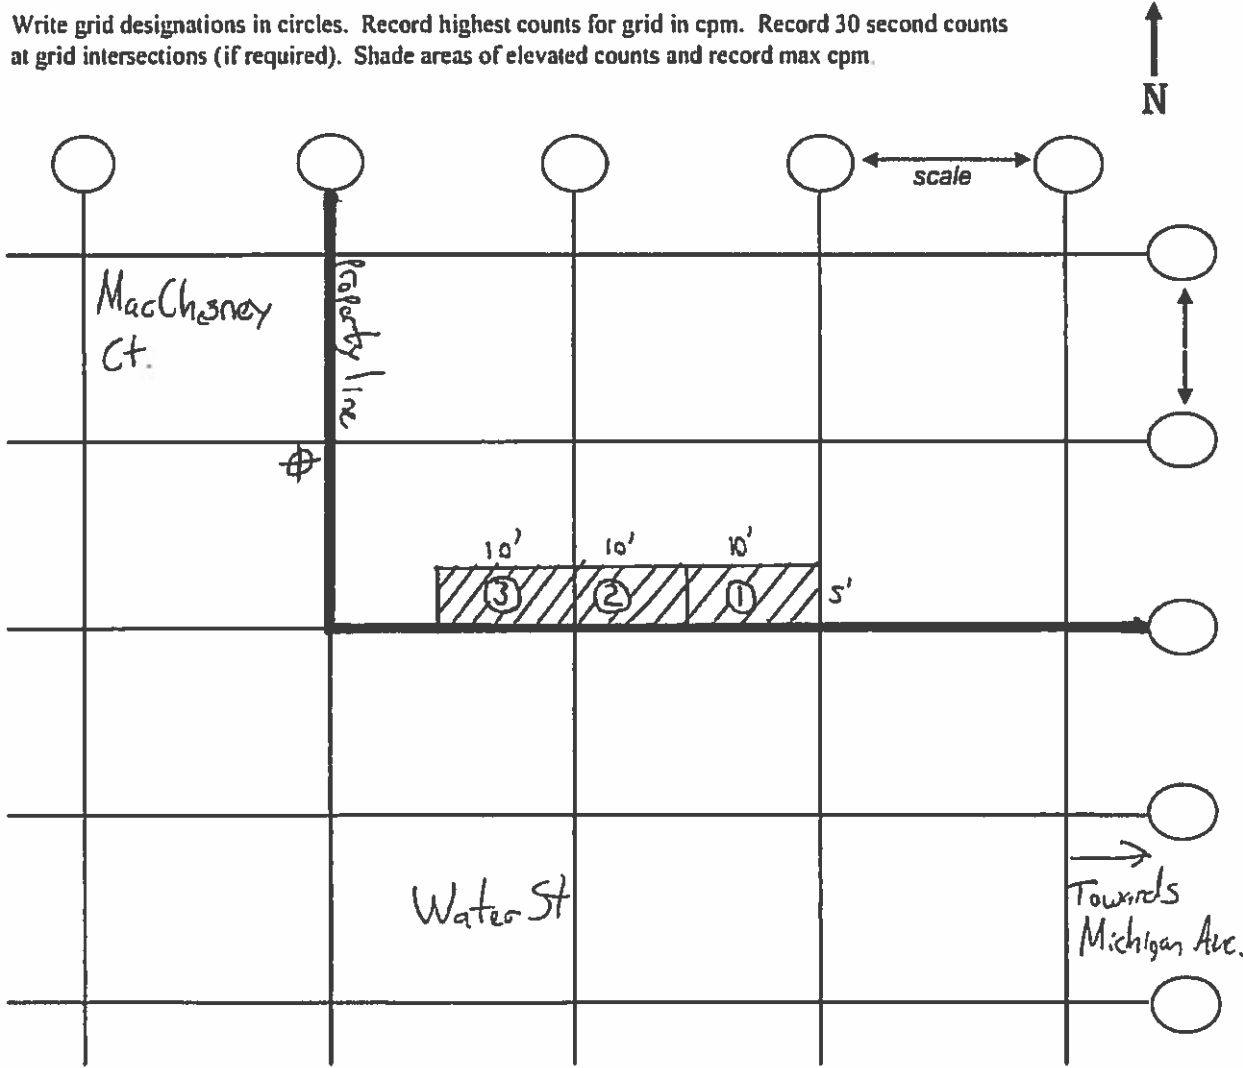 Write grid designations in circles. Record highest counts for grid in cpm. Record 30 second counts
at grid intersections (if required). Shade areas of elevated counts and record max cpm.
N
scale
MacChesney
Ct.
Property line
10' 10' 10'
3 2 1 5'
Water St
Towards
Michigan Ave.